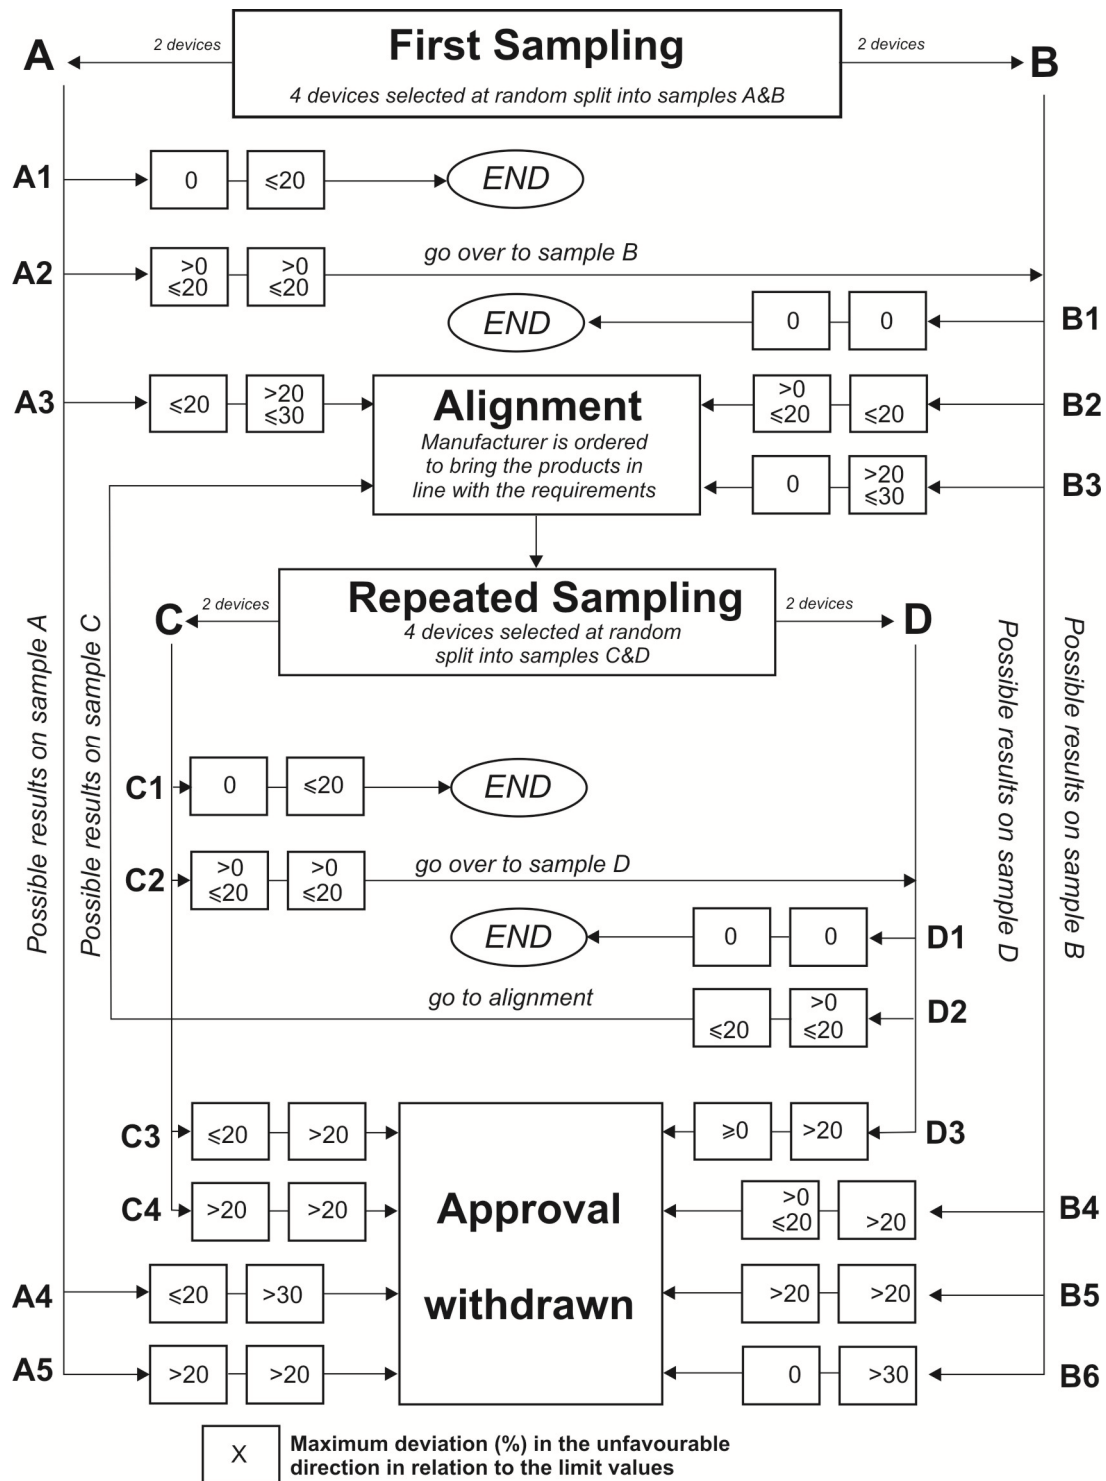 First Sampling
4 devices selected at random split into samples A&B
A
2 devices
2 devices
B
A1
0
⩽20
END
A2
>0
⩽20
>0
⩽20
go over to sample B
END
0
0
B1
A3
⩽20
>20
⩽30
Alignment
Manufacturer is ordered
to bring the products in
line with the requirements
>0
⩽20
⩽20
B2
0
>20
⩽30
B3
C
2 devices
Repeated Sampling
4 devices selected at random
split into samples C&D
2 devices
D
Possible results on sample A
Possible results on sample C
Possible results on sample D
Possible results on sample B
C1
0
⩽20
END
C2
>0
⩽20
>0
⩽20
go over to sample D
END
0
0
D1
go to alignment
⩽20
>0
⩽20
D2
C3
⩽20
>20
⩾0
>20
D3
C4
>20
>20
Approval
withdrawn
>0
⩽20
>20
B4
A4
⩽20
>30
>20
>20
B5
A5
>20
>20
0
>30
B6
X
Maximum deviation (%) in the unfavourable
direction in relation to the limit values